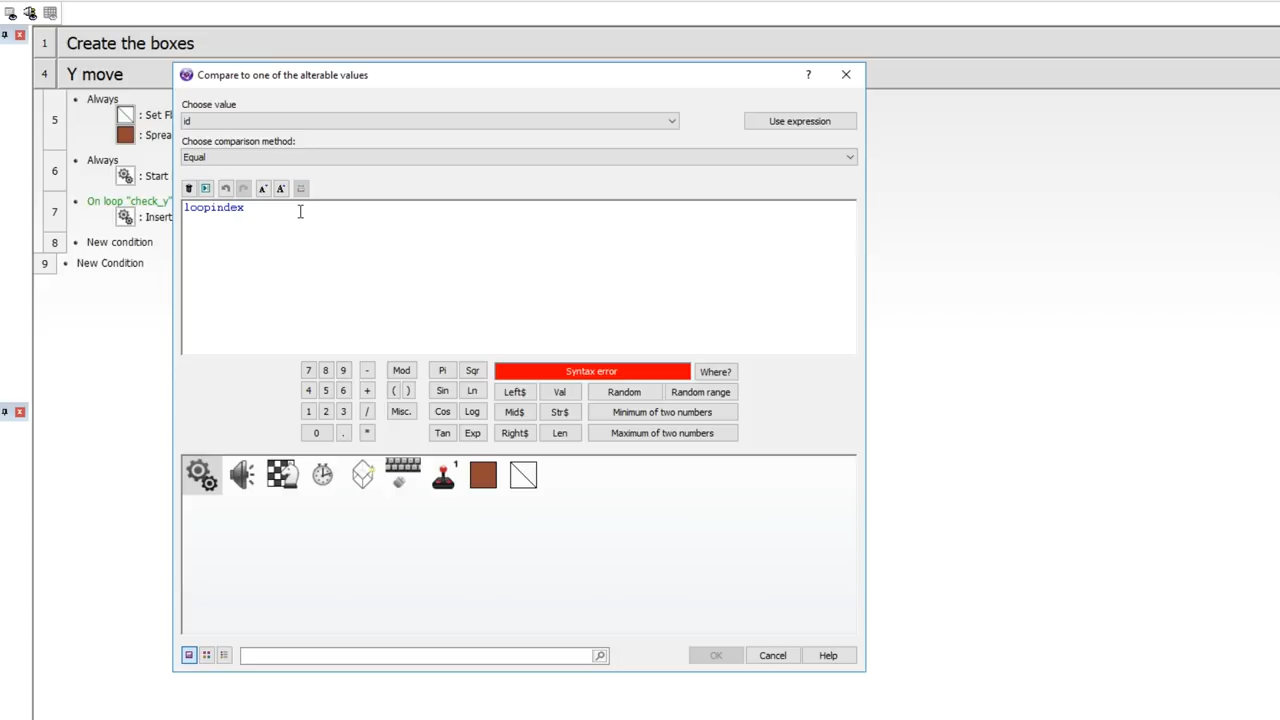 1 Create the boxes
4 Y move
Compare to one of the alterable values
?
Choose value
id
Use expression
Choose comparison method:
Equal
A+ A-
loopindex
5
• Always
: Set Fl
: Sprea
6
• Always
: Start
7
• On loop "check_y"
: Insert
8 • New condition
9 • New Condition
7 8 9 - Mod Pi Sqr Syntax error Where?
4 5 6 + ( ) Sin Ln Left$ Val Random Random range
1 2 3 / Misc. Cos Log Mid$ Str$ Minimum of two numbers
0 . * Tan Exp Right$ Len Maximum of two numbers
1
OK Cancel Help